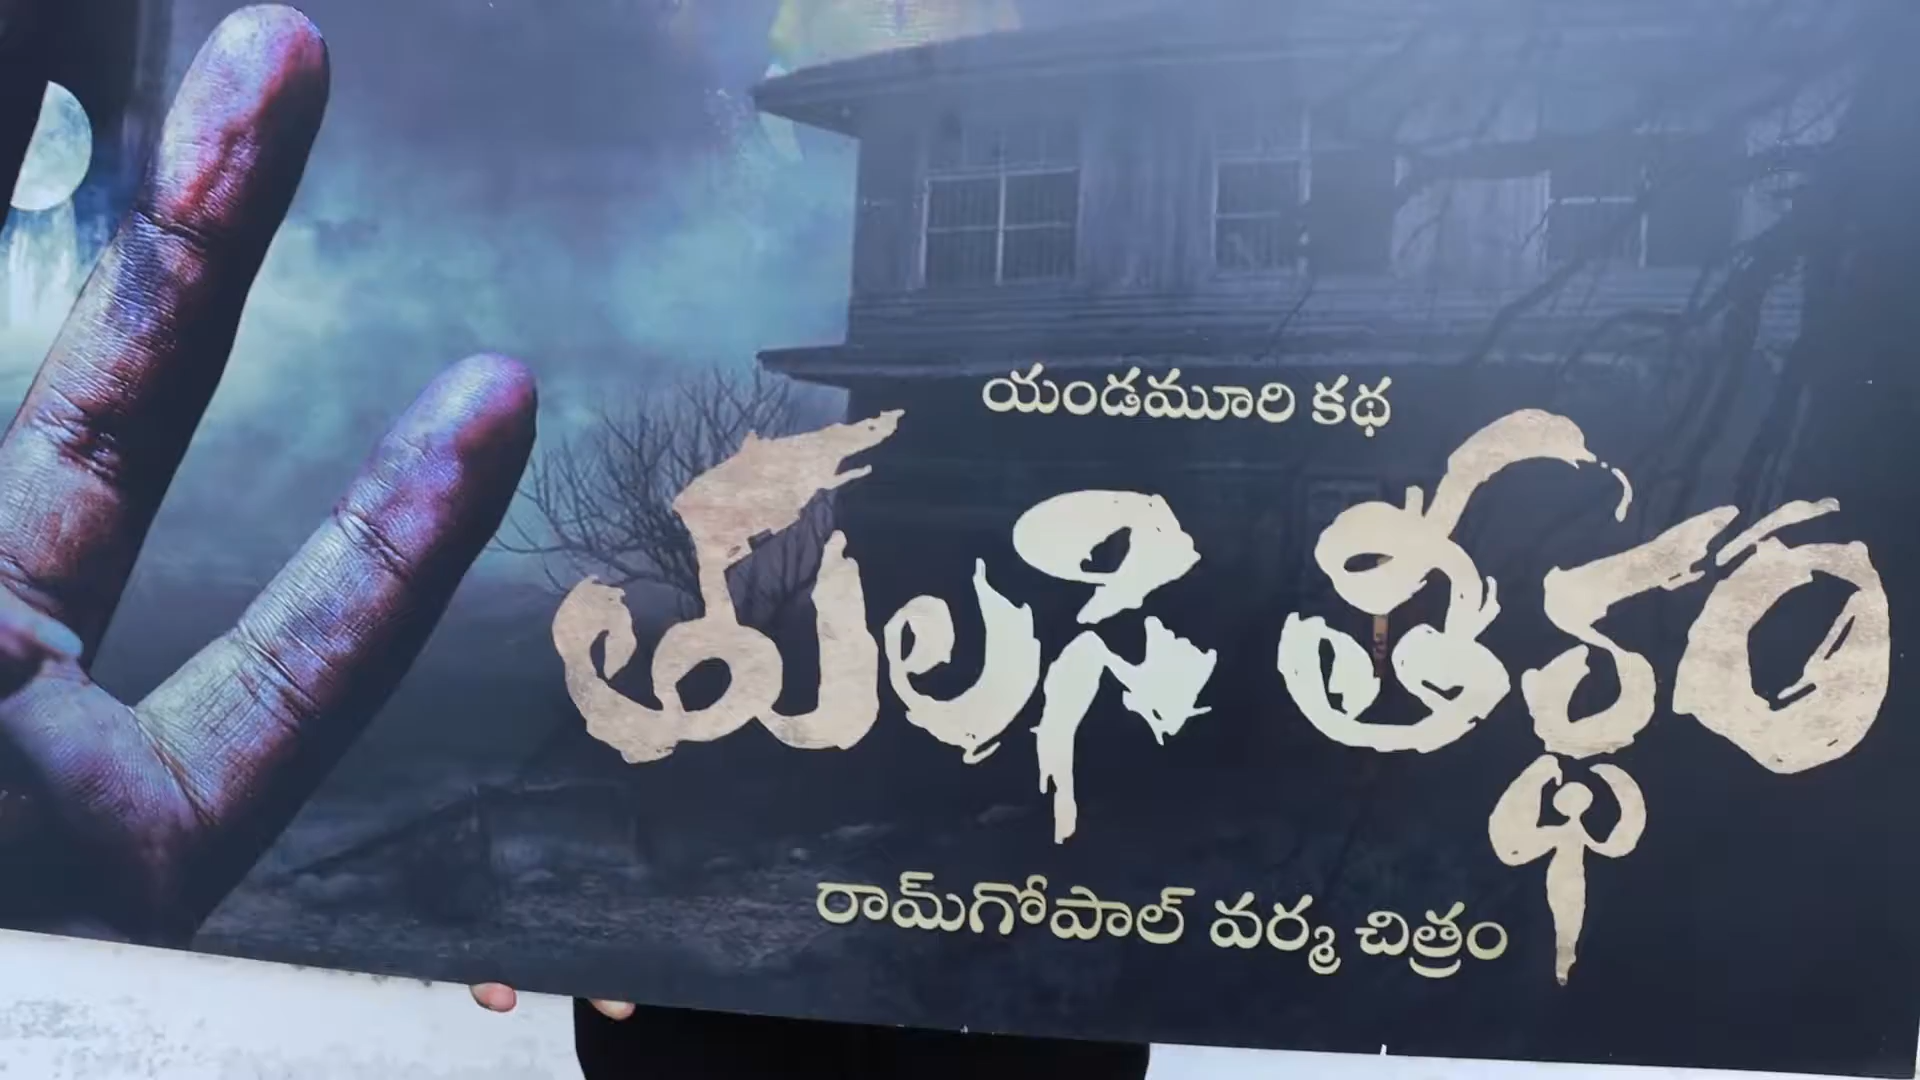 యండమూరి కథ
తులసి తీర్థం
రామ్‌గోపాల్ వర్మ చిత్రం